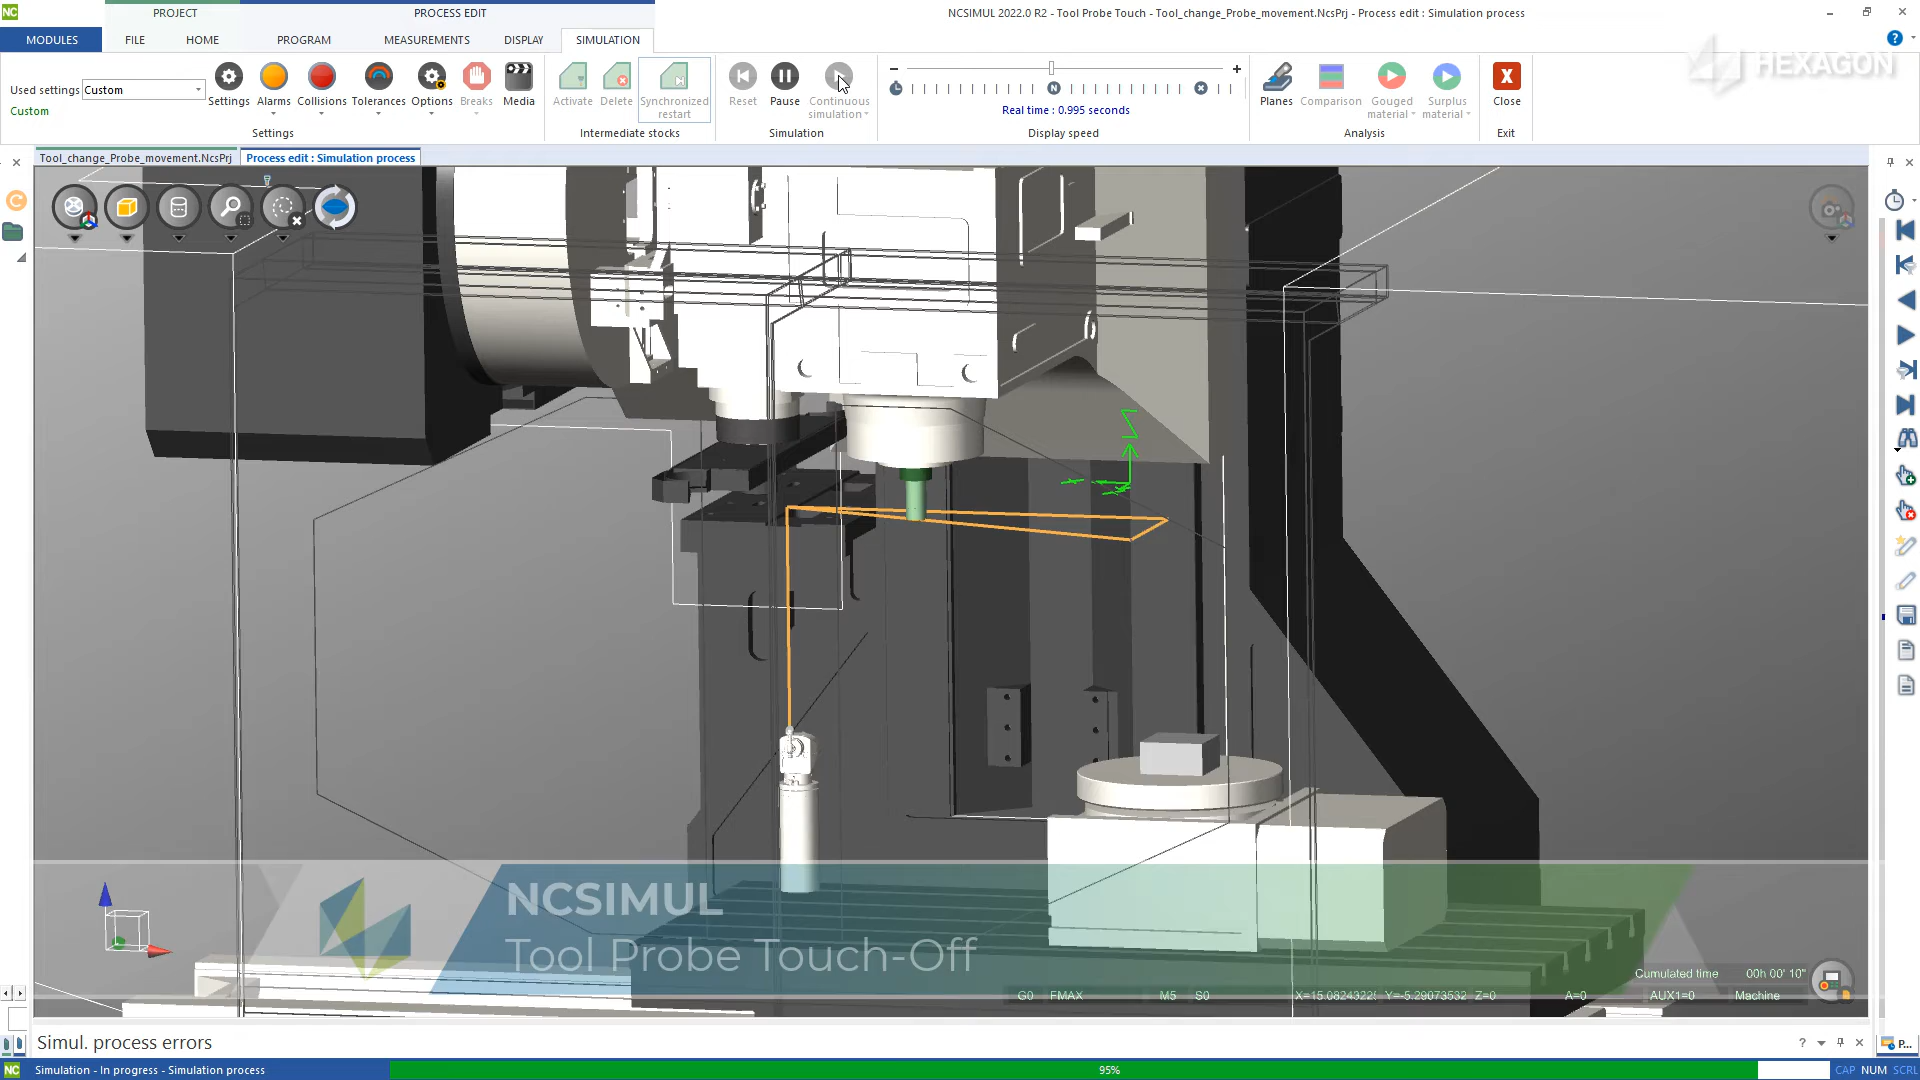 NC
PROJECT
PROCESS EDIT
NCSIMUL 2022.0 R2 - Tool Probe Touch - Tool_change_Probe_movement.NcsPrj - Process edit : Simulation process
MODULES
FILE
HOME
PROGRAM
MEASUREMENTS
DISPLAY
SIMULATION
HEXAGON
Used settings
Custom
Custom
Settings
Alarms
Collisions
Tolerances
Options
Breaks
Media
Settings
Activate
Delete
Synchronized
restart
Intermediate stocks
Reset
Pause
Continuous
simulation
Simulation
Real time : 0.995 seconds
Display speed
Planes
Comparison
Gouged
material
Surplus
material
Analysis
Close
Exit
Tool_change_Probe_movement.NcsPrj
Process edit : Simulation process
Z
NCSIMUL
Tool Probe Touch-Off
Cumulated time 00h 00' 10"
G0 FMAX M5 S0 Y=-5.29073532 Z=0 A=0 AUX1=0 Machine
Simul. process errors
P...
NC
Simulation - In progress - Simulation process
95%
CAP NUM SCRL